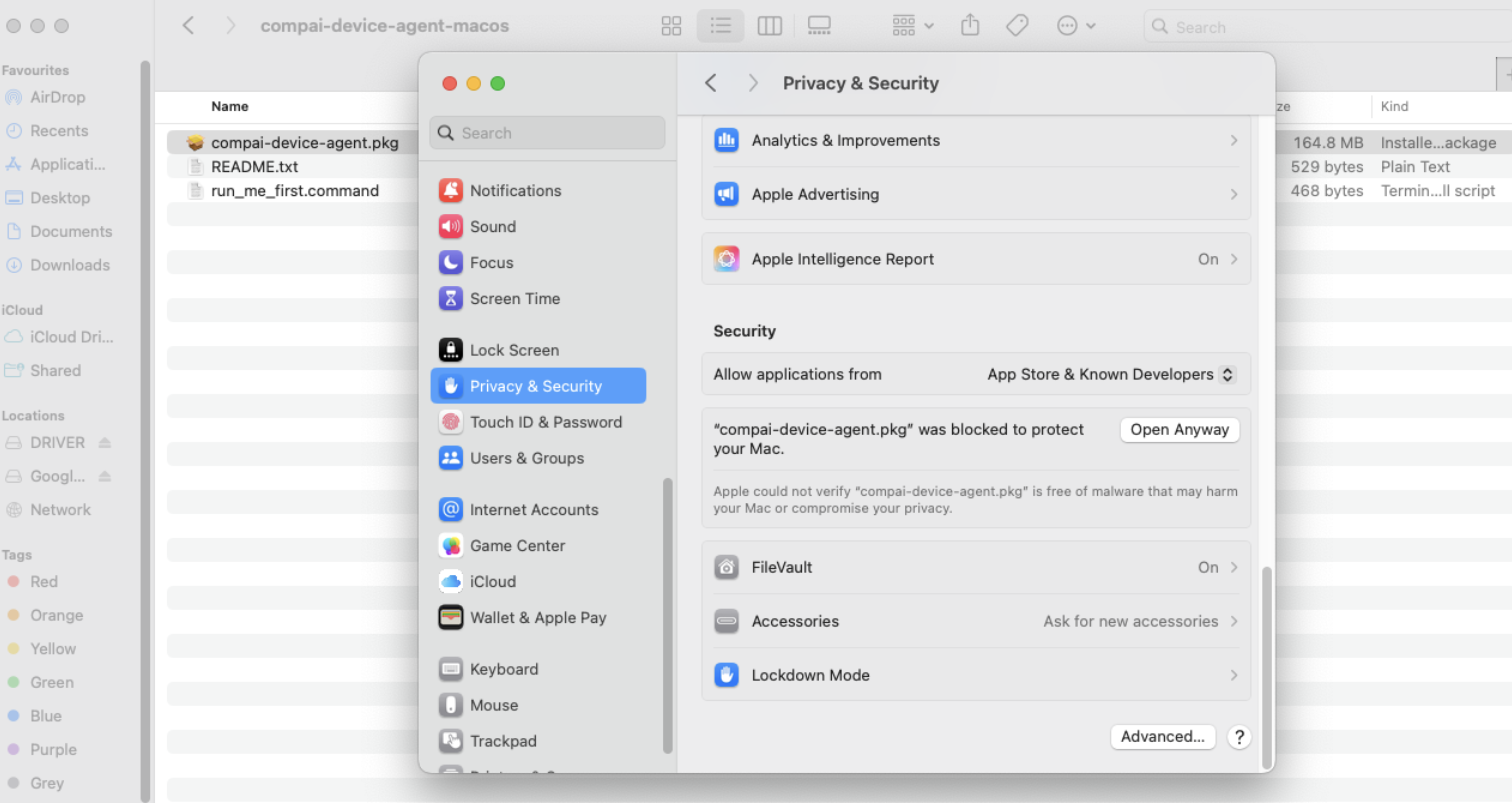 compai-device-agent-macos
Search
Favourites
AirDrop
Recents
Applicati...
Desktop
Documents
Downloads
iCloud
iCloud Dri...
Shared
Locations
DRIVER
Googl...
Network
Tags
Red
Orange
Yellow
Green
Blue
Purple
Grey
Name
ze
Kind
compai-device-agent.pkg
164.8 MB
Installe...ackage
README.txt
529 bytes
Plain Text
run_me_first.command
468 bytes
Termin...ll script
Search
Notifications
Sound
Focus
Screen Time
Lock Screen
Privacy & Security
Touch ID & Password
Users & Groups
Internet Accounts
Game Center
iCloud
Wallet & Apple Pay
Keyboard
Mouse
Trackpad
Privacy & Security
Analytics & Improvements
Apple Advertising
Apple Intelligence Report
On
Security
Allow applications from
App Store & Known Developers
“compai-device-agent.pkg” was blocked to protect
your Mac.
Open Anyway
Apple could not verify “compai-device-agent.pkg” is free of malware that may harm
your Mac or compromise your privacy.
FileVault
On
Accessories
Ask for new accessories
Lockdown Mode
Advanced...
?